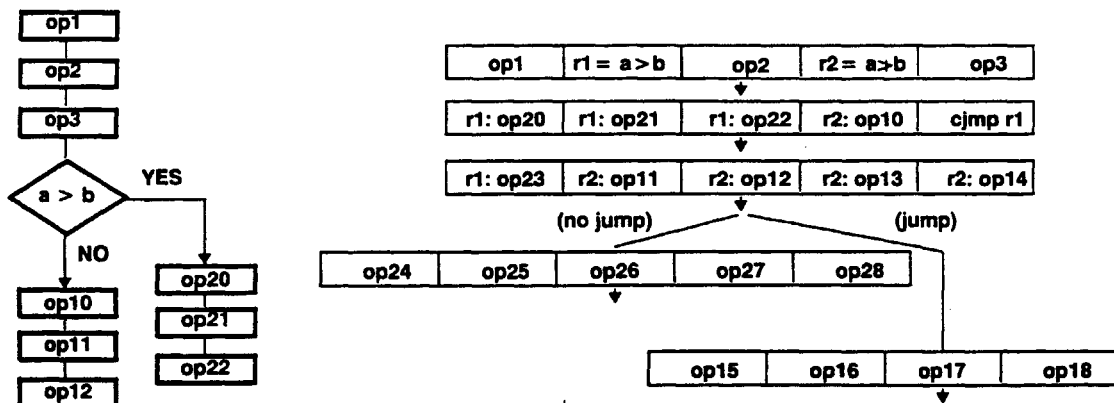 op1
op2
op3
a > b
YES
NO
op10
op11
op12
op20
op21
op22
op1 r1 = a > b op2 r2 = a≯b op3
r1: op20 r1: op21 r1: op22 r2: op10 cjmp r1
r1: op23 r2: op11 r2: op12 r2: op13 r2: op14
(no jump) (jump)
op24 op25 op26 op27 op28
op15 op16 op17 op18